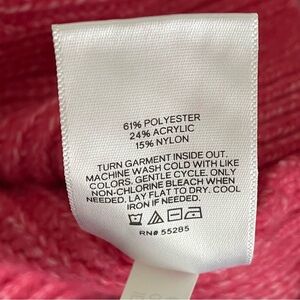 61% POLYESTER
24% ACRYLIC
15% NYLON
TURN GARMENT INSIDE OUT.
MACHINE WASH COLD WITH LIKE
COLORS. GENTLE CYCLE. ONLY
NON-CHLORINE BLEACH WHEN
NEEDED. LAY FLAT TO DRY. COOL
IRON IF NEEDED.
RN# 55285